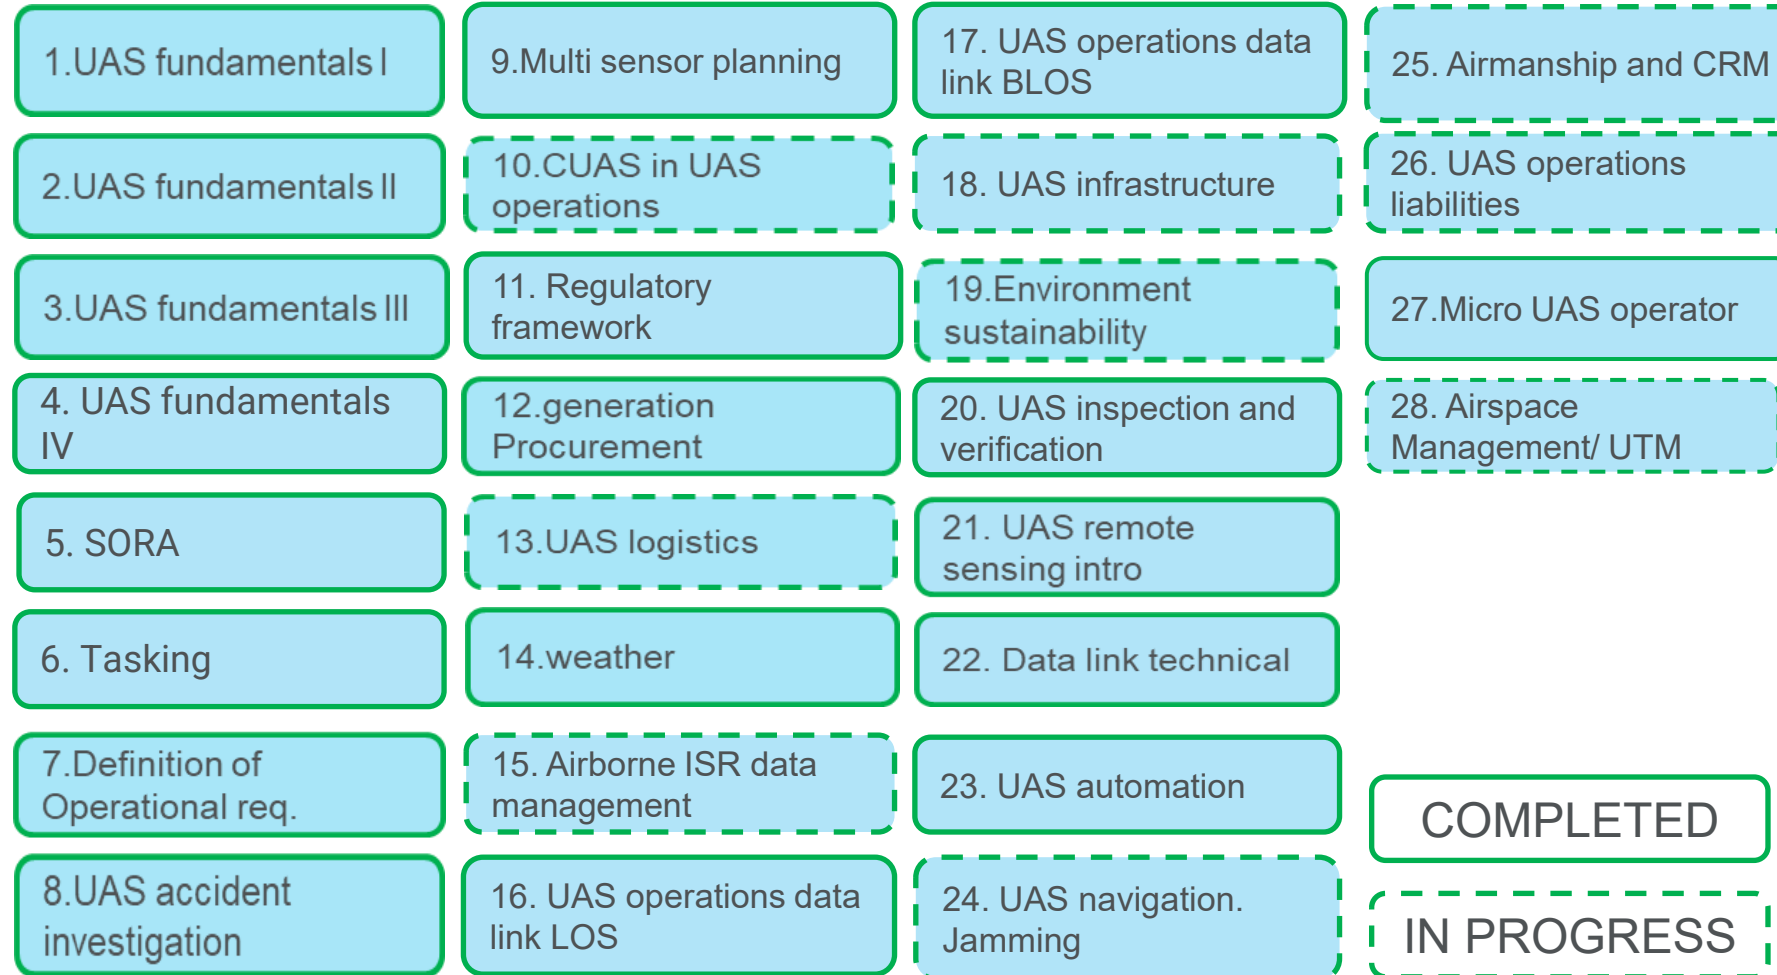 1.UAS fundamentals I
2.UAS fundamentals II
3.UAS fundamentals III
4. UAS fundamentals
IV
5. SORA
6. Tasking
7.Definition of
Operational req.
8.UAS accident
investigation
9.Multi sensor planning
10.CUAS in UAS
operations
11. Regulatory
framework
12.generation
Procurement
13.UAS logistics
14.weather
15. Airborne ISR data
management
16. UAS operations data
link LOS
17. UAS operations data
link BLOS
18. UAS infrastructure
19.Environment
sustainability
20. UAS inspection and
verification
21. UAS remote
sensing intro
22. Data link technical
23. UAS automation
24. UAS navigation.
Jamming
25. Airmanship and CRM
26. UAS operations
liabilities
27.Micro UAS operator
28. Airspace
Management/ UTM
COMPLETED
IN PROGRESS